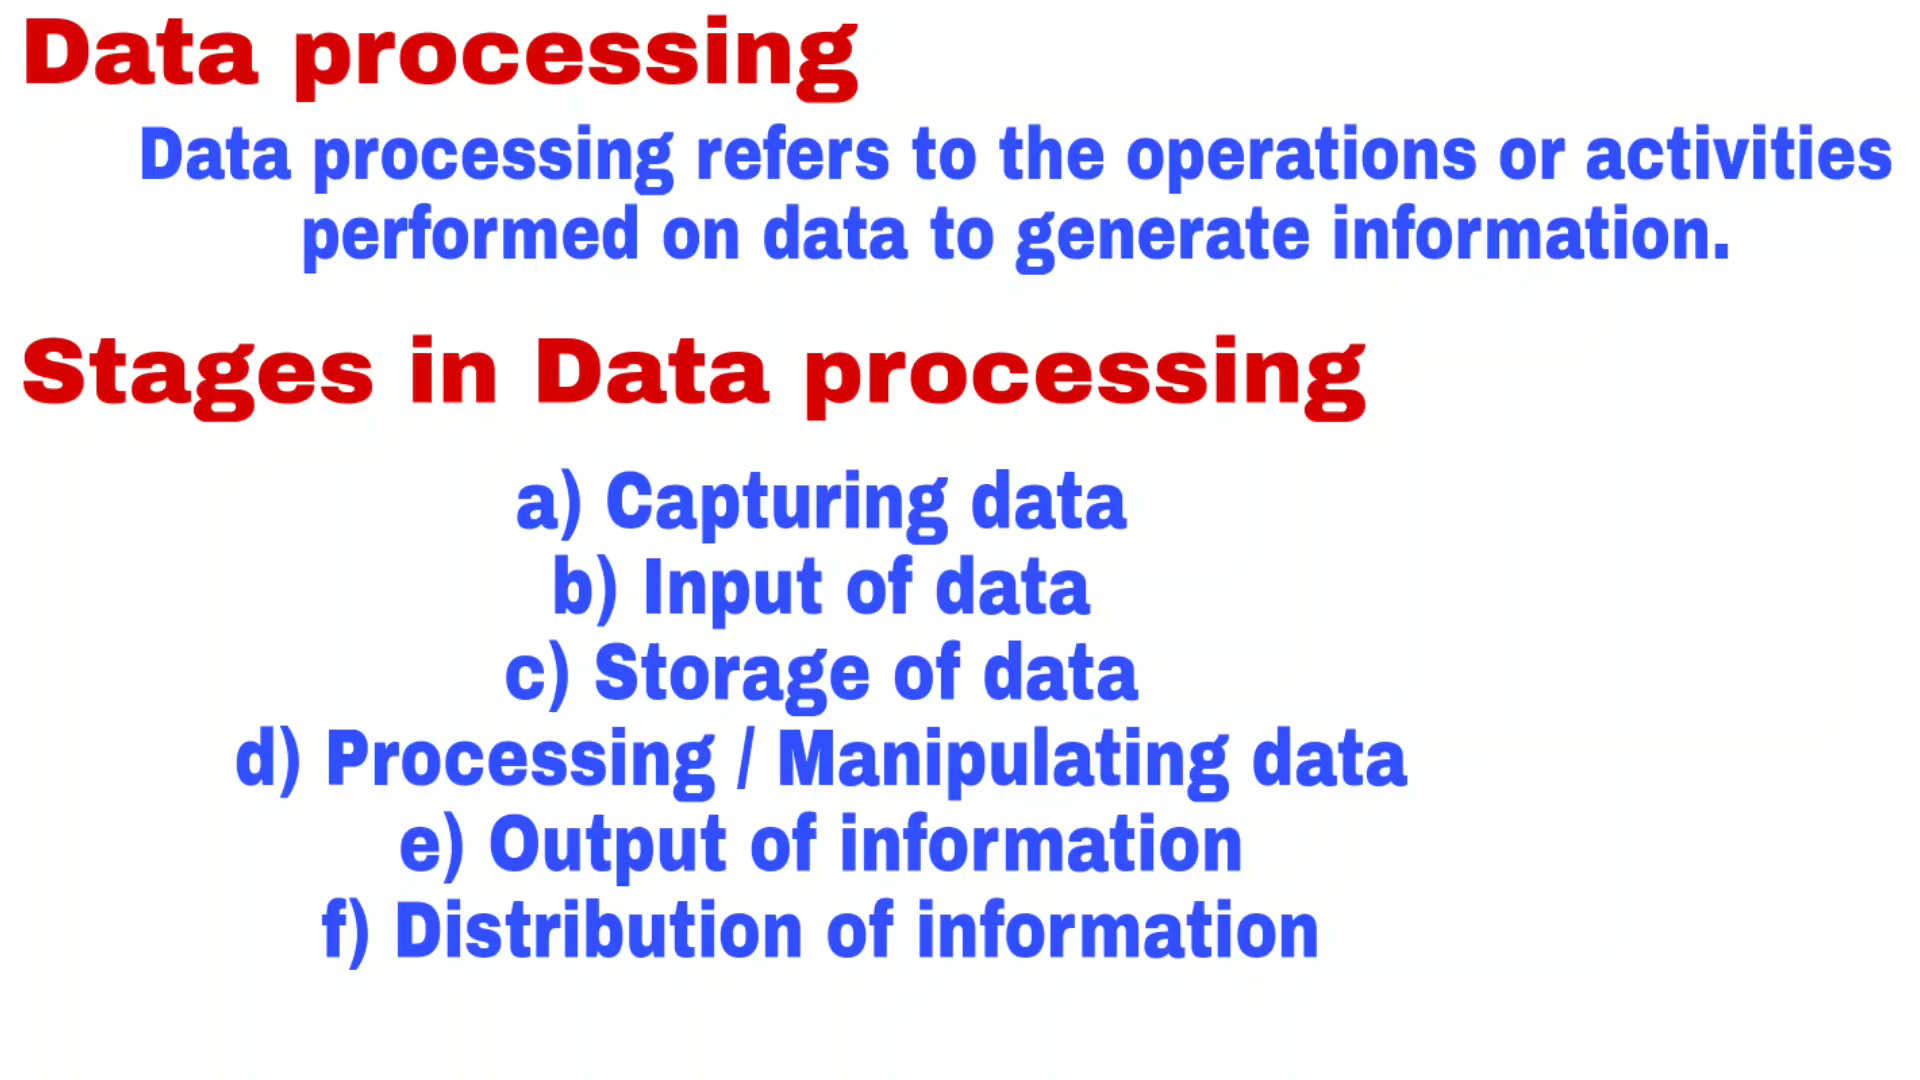 Data processing
Data processing refers to the operations or activities
performed on data to generate information.
Stages in Data processing
a) Capturing data
b) Input of data
c) Storage of data
d) Processing / Manipulating data
e) Output of information
f) Distribution of information